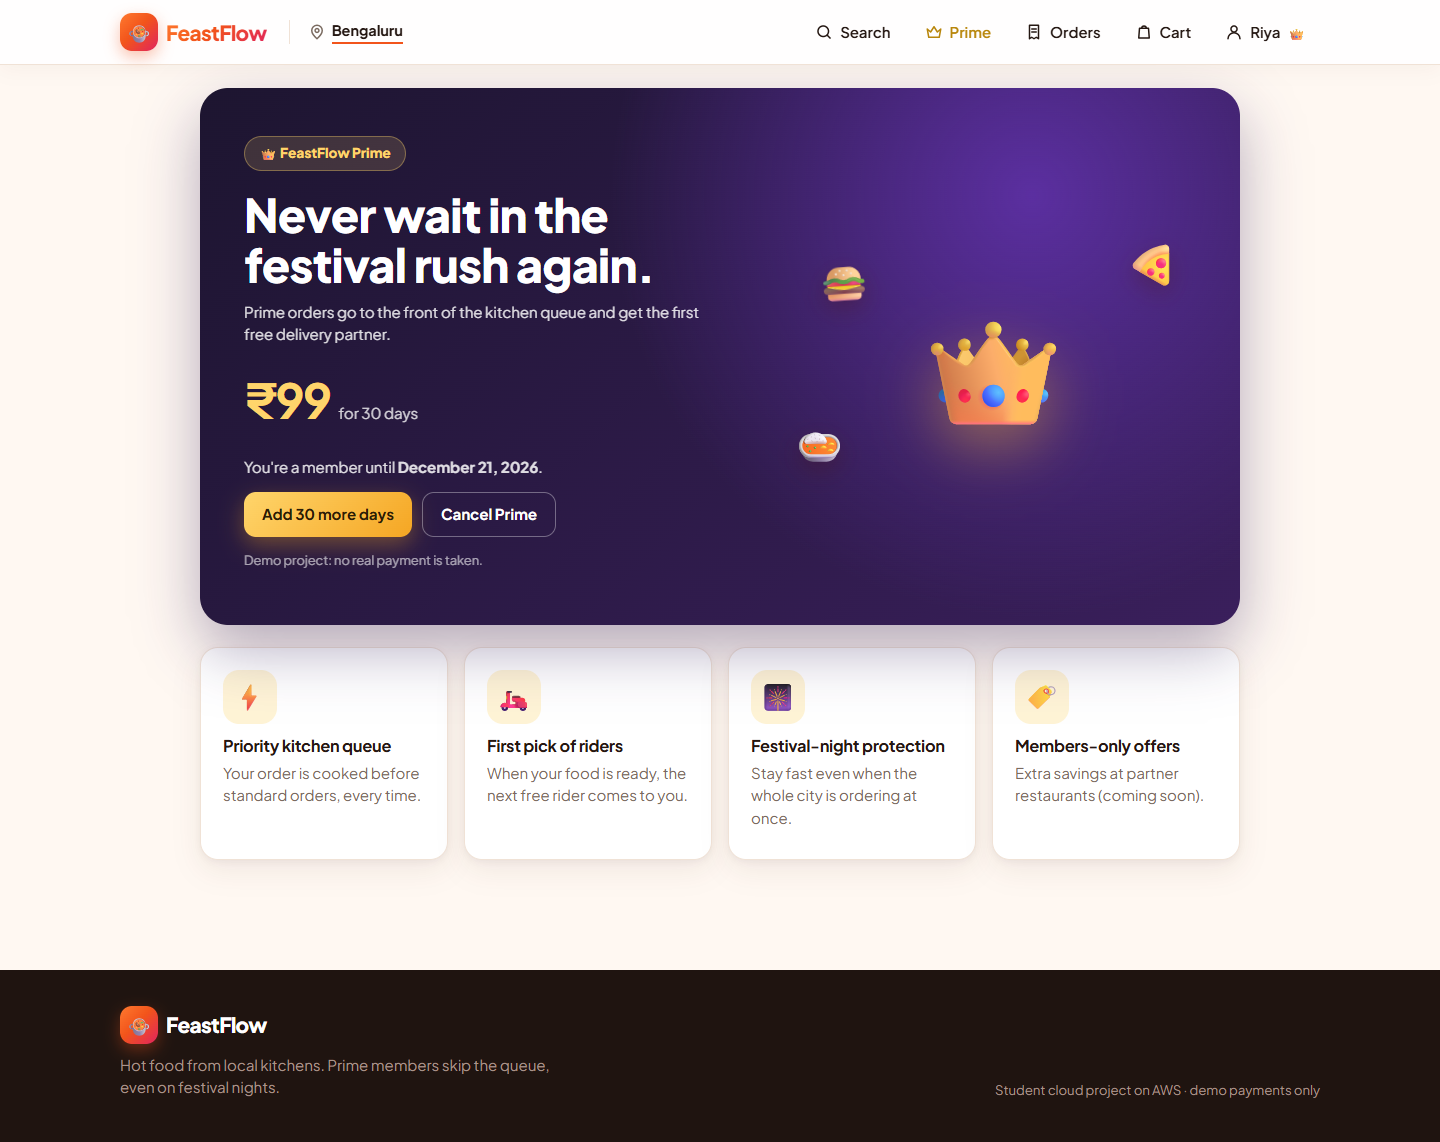 FeastFlow
Bengaluru
Search
Prime
Orders
Cart
Riya
FeastFlow Prime
Never wait in the
festival rush again.
Prime orders go to the front of the kitchen queue and get the first
free delivery partner.
₹99 for 30 days
You're a member until December 21, 2026.
Add 30 more days
Cancel Prime
Demo project: no real payment is taken.
Priority kitchen queue
Your order is cooked before
standard orders, every time.
First pick of riders
When your food is ready, the
next free rider comes to you.
Festival-night protection
Stay fast even when the
whole city is ordering at
once.
Members-only offers
Extra savings at partner
restaurants (coming soon).
FeastFlow
Hot food from local kitchens. Prime members skip the queue,
even on festival nights.
Student cloud project on AWS · demo payments only